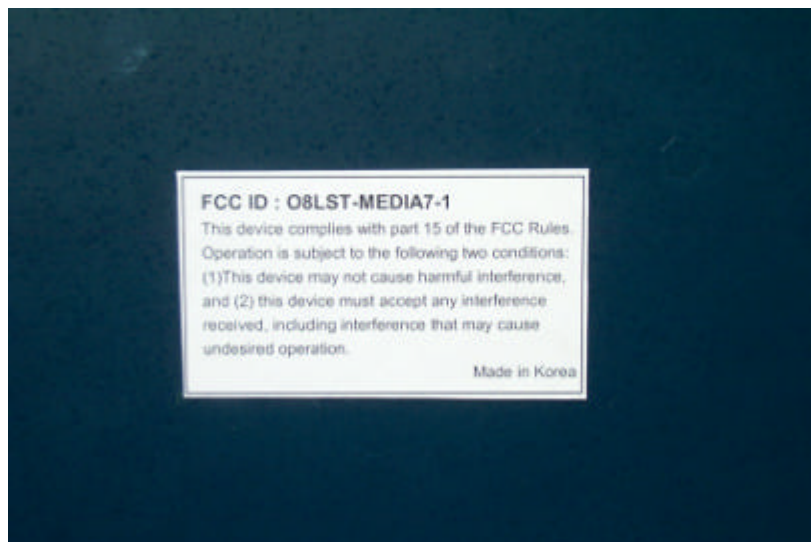 FCC ID : O8LST-MEDIA7-1
This device complies with part 15 of the FCC Rules.
Operation is subject to the following two conditions:
(1)This device may not cause harmful interference,
and (2) this device must accept any interference
received, including interference that may cause
undesired operation.
Made in Korea